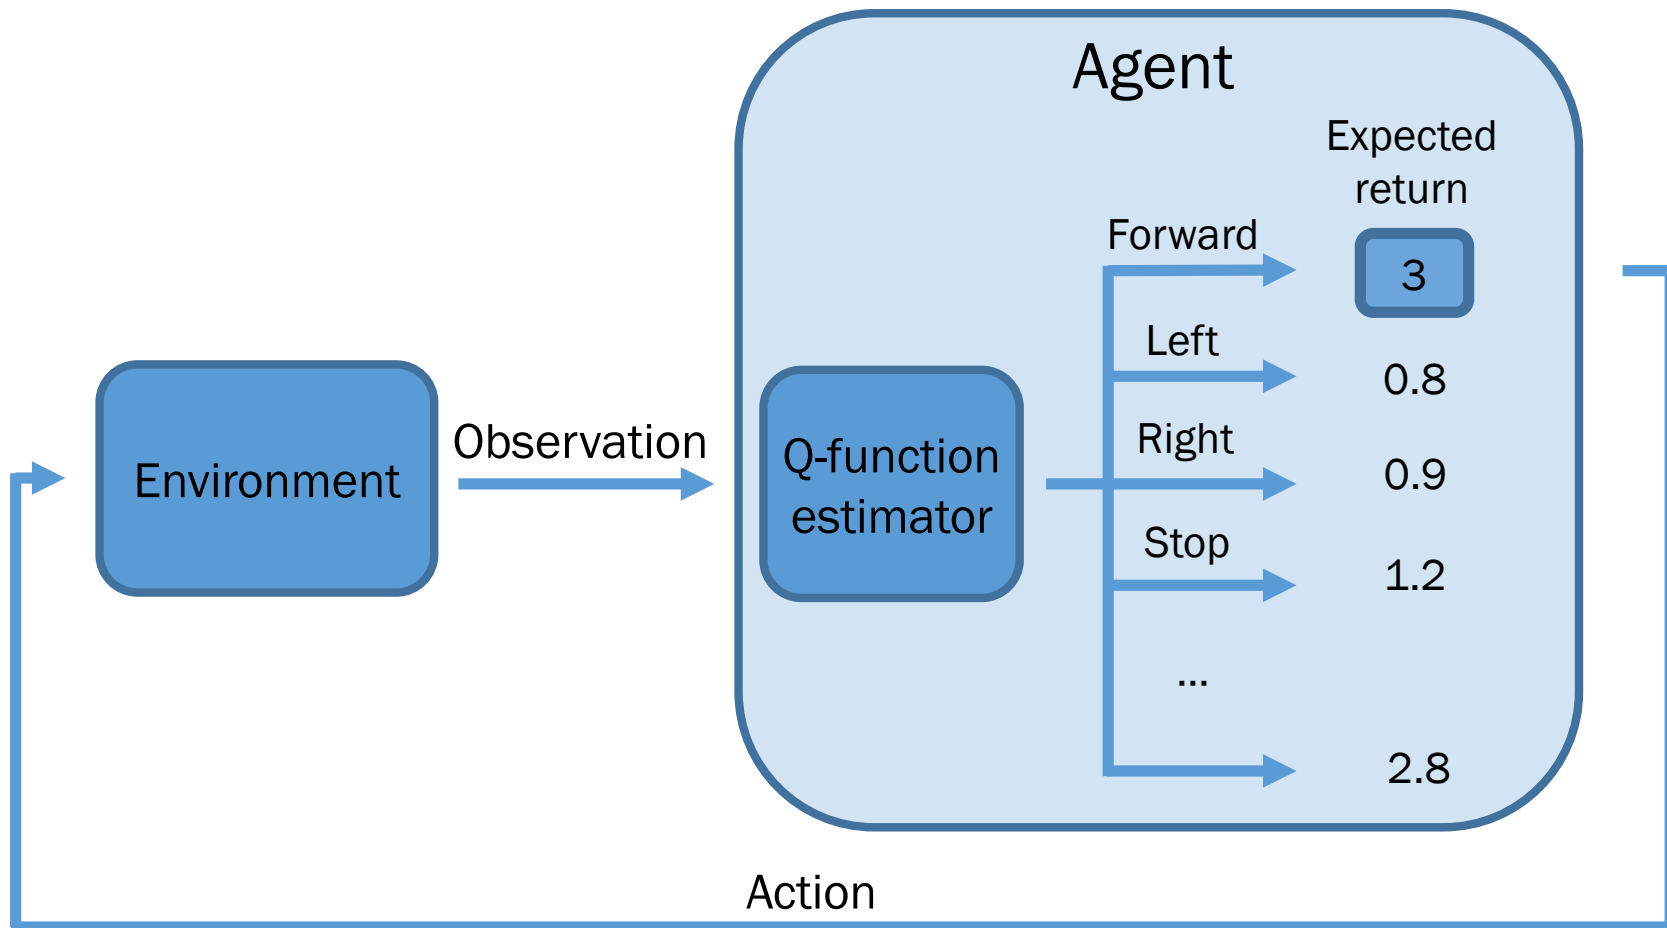 Agent
Expected
return
Forward
3
Left
0.8
Right
0.9
Stop
1.2
...
2.8
Environment
Observation
Q-function
estimator
Action